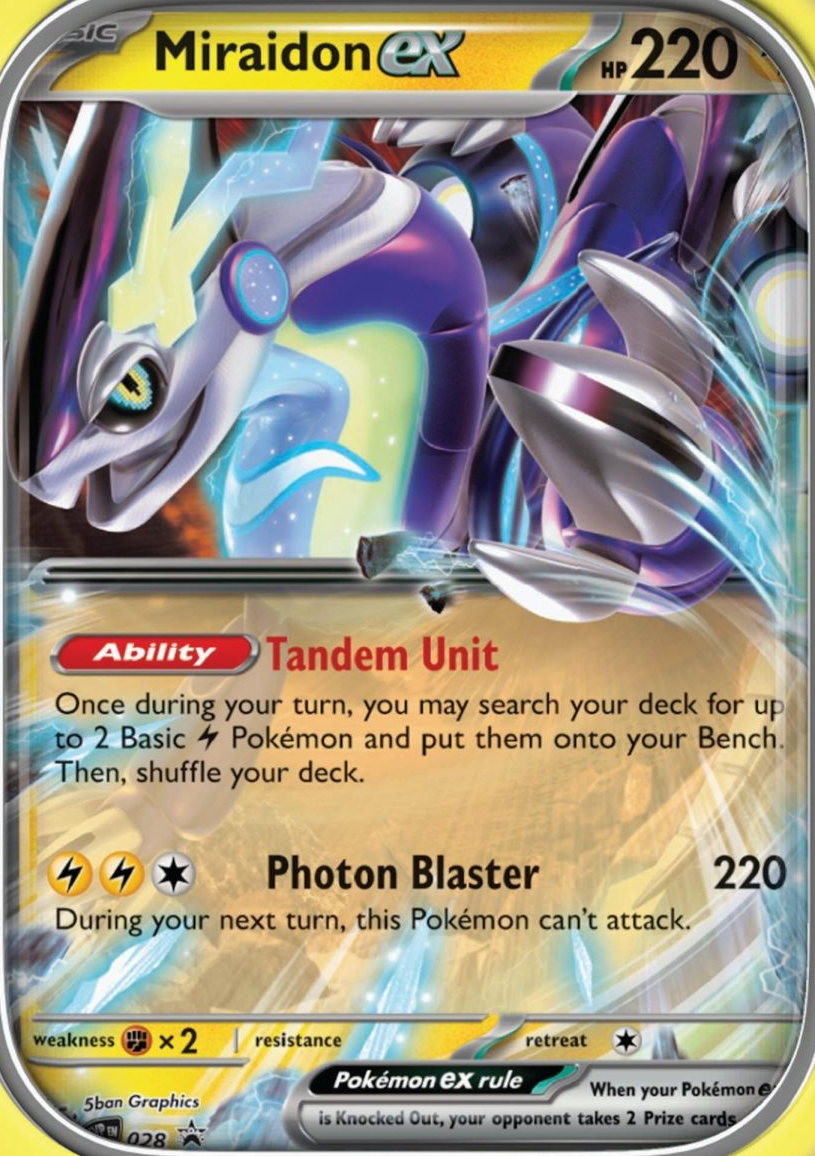 Miraidon ex HP 220
Ability Tandem Unit
Once during your turn, you may search your deck for up
to 2 Basic Pokémon and put them onto your Bench.
Then, shuffle your deck.
Photon Blaster 220
During your next turn, this Pokémon can't attack.
weakness ×2 resistance retreat
Pokémon ex rule
When your Pokémon
is Knocked Out, your opponent takes 2 Prize cards
5ban Graphics
028